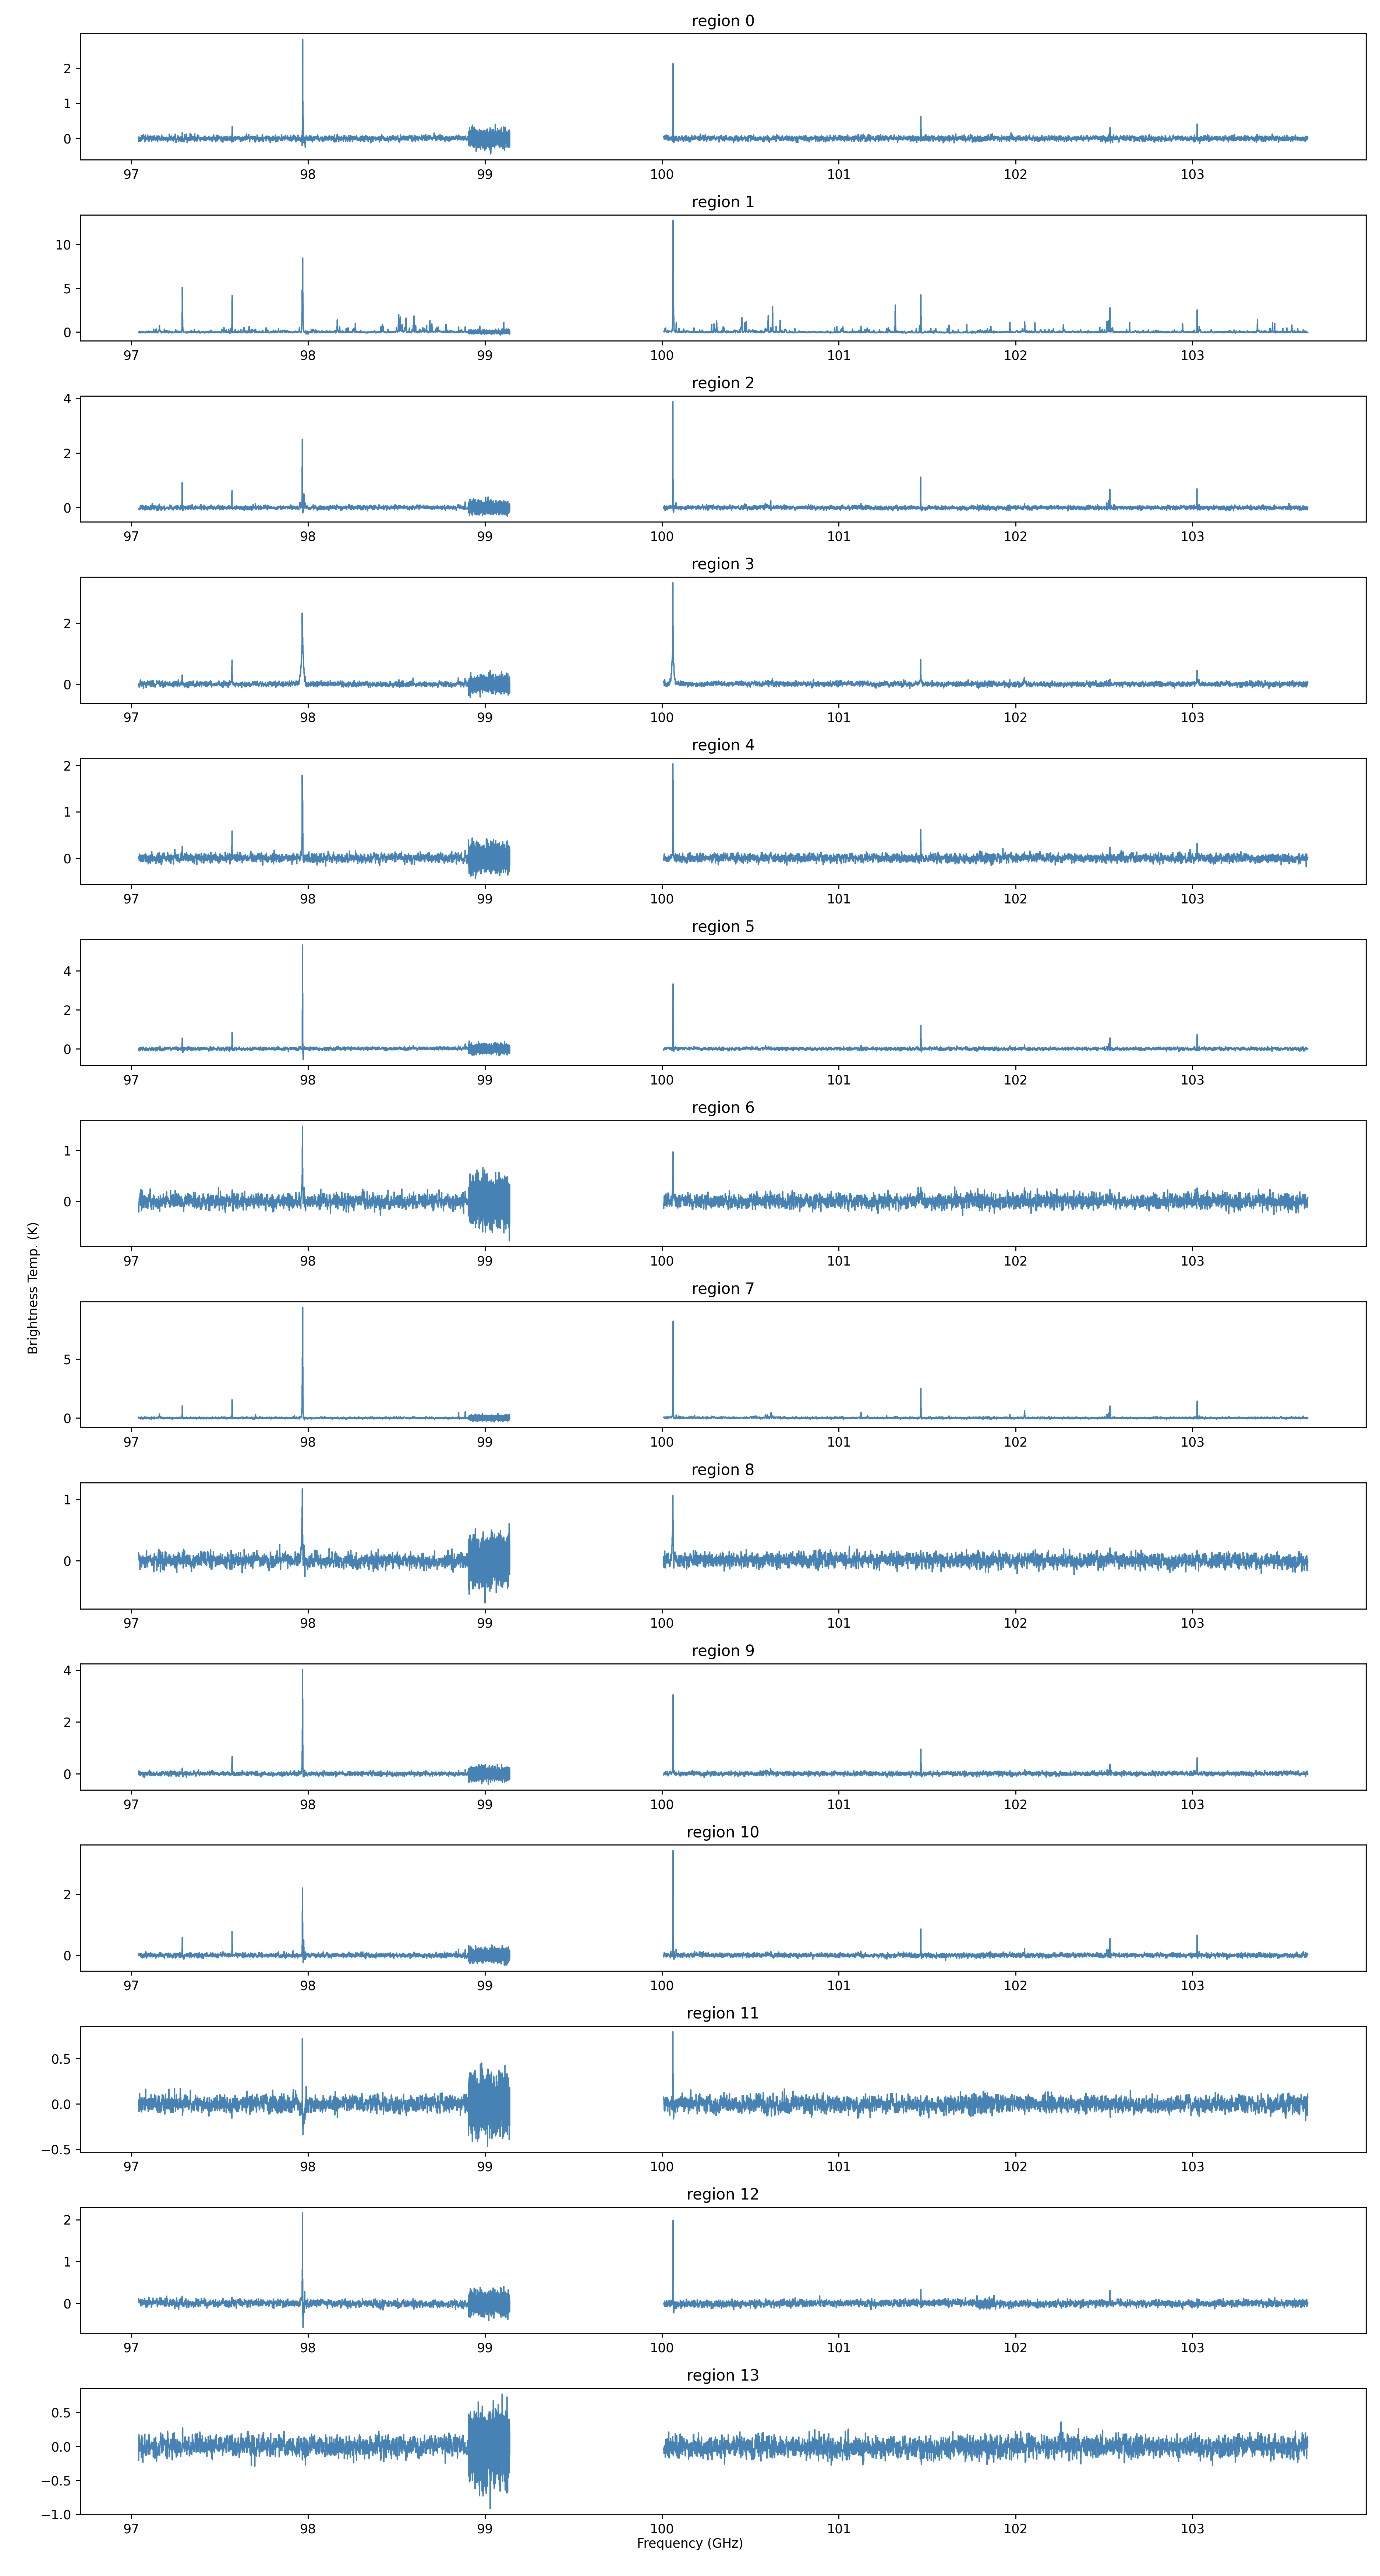 region 0
2
1
0
97 98 99 100 101 102 103
region 1
10
5
0
97 98 99 100 101 102 103
region 2
4
2
0
97 98 99 100 101 102 103
region 3
2
0
97 98 99 100 101 102 103
region 4
2
1
0
97 98 99 100 101 102 103
region 5
4
2
0
97 98 99 100 101 102 103
region 6
1
0
97 98 99 100 101 102 103
Brightness Temp. (K)
region 7
5
0
97 98 99 100 101 102 103
region 8
1
0
97 98 99 100 101 102 103
region 9
4
2
0
97 98 99 100 101 102 103
region 10
2
0
97 98 99 100 101 102 103
region 11
0.5
0.0
−0.5
97 98 99 100 101 102 103
region 12
2
1
0
97 98 99 100 101 102 103
region 13
0.5
0.0
−0.5
−1.0
97 98 99 100 101 102 103
Frequency (GHz)